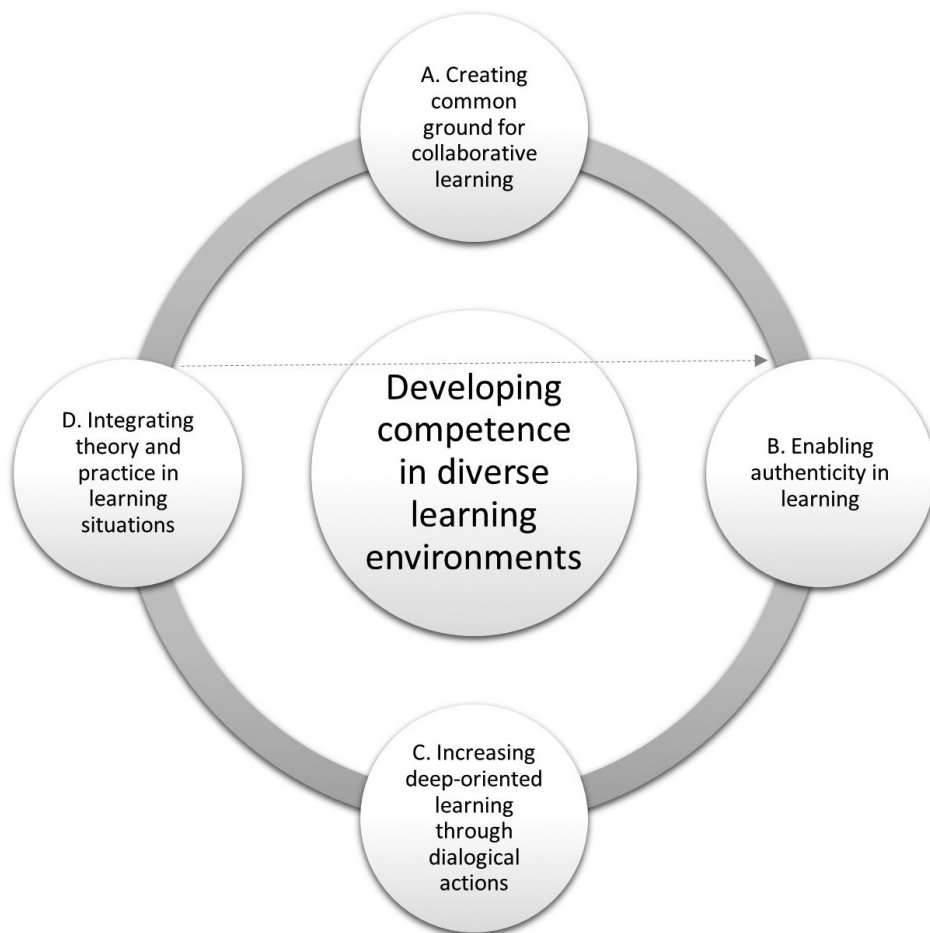 A. Creating
common
ground for
collaborative
learning
Developing
competence
in diverse
learning
environments
D. Integrating
theory and
practice in
learning
situations
B. Enabling
authenticity in
learning
C. Increasing
deep-oriented
learning
through
dialogical
actions